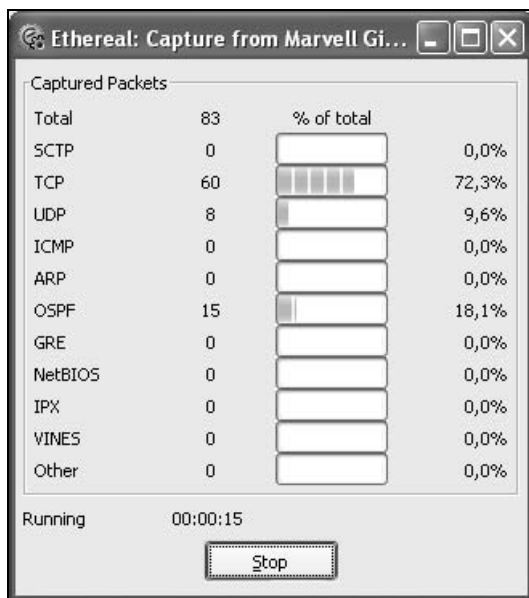 Ethereal: Capture from Marvell Gi...
Captured Packets
Total 83 % of total
SCTP 0 0,0%
TCP 60 72,3%
UDP 8 9,6%
ICMP 0 0,0%
ARP 0 0,0%
OSPF 15 18,1%
GRE 0 0,0%
NetBIOS 0 0,0%
IPX 0 0,0%
VINES 0 0,0%
Other 0 0,0%
Running 00:00:15
Stop